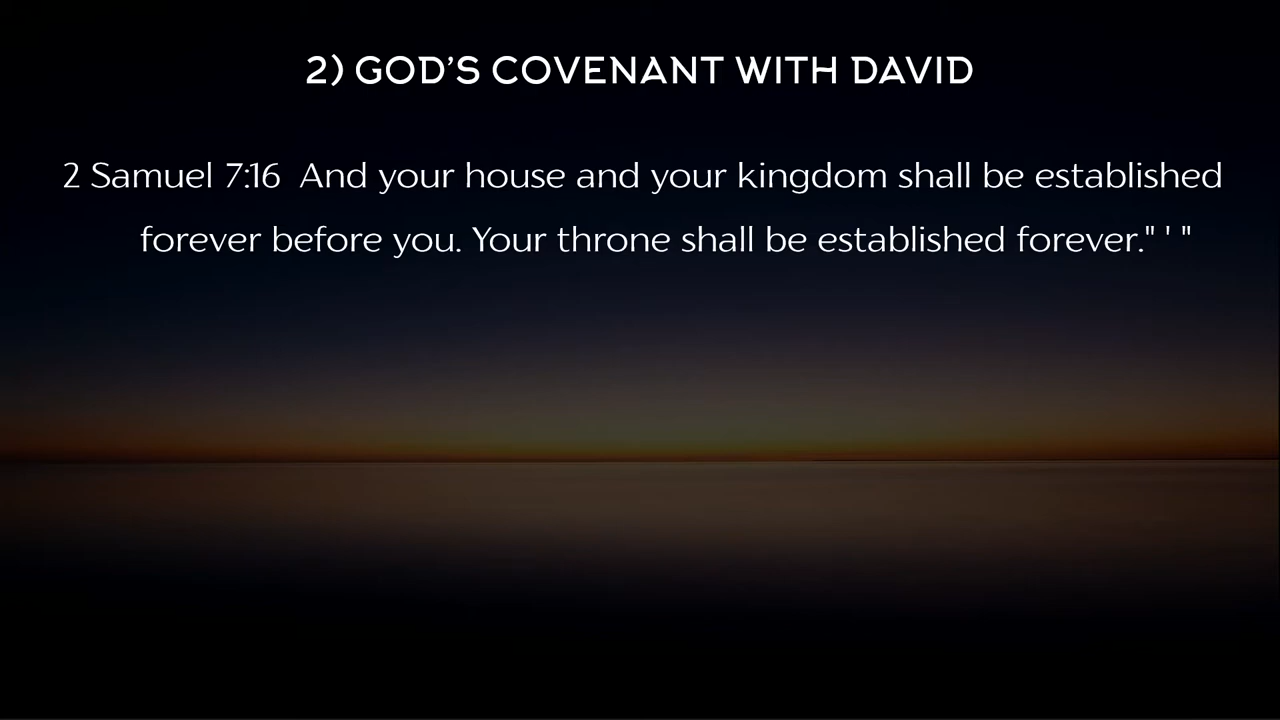 2) GOD’S COVENANT WITH DAVID
2 Samuel 7:16  And your house and your kingdom shall be established
forever before you. Your throne shall be established forever." ' "